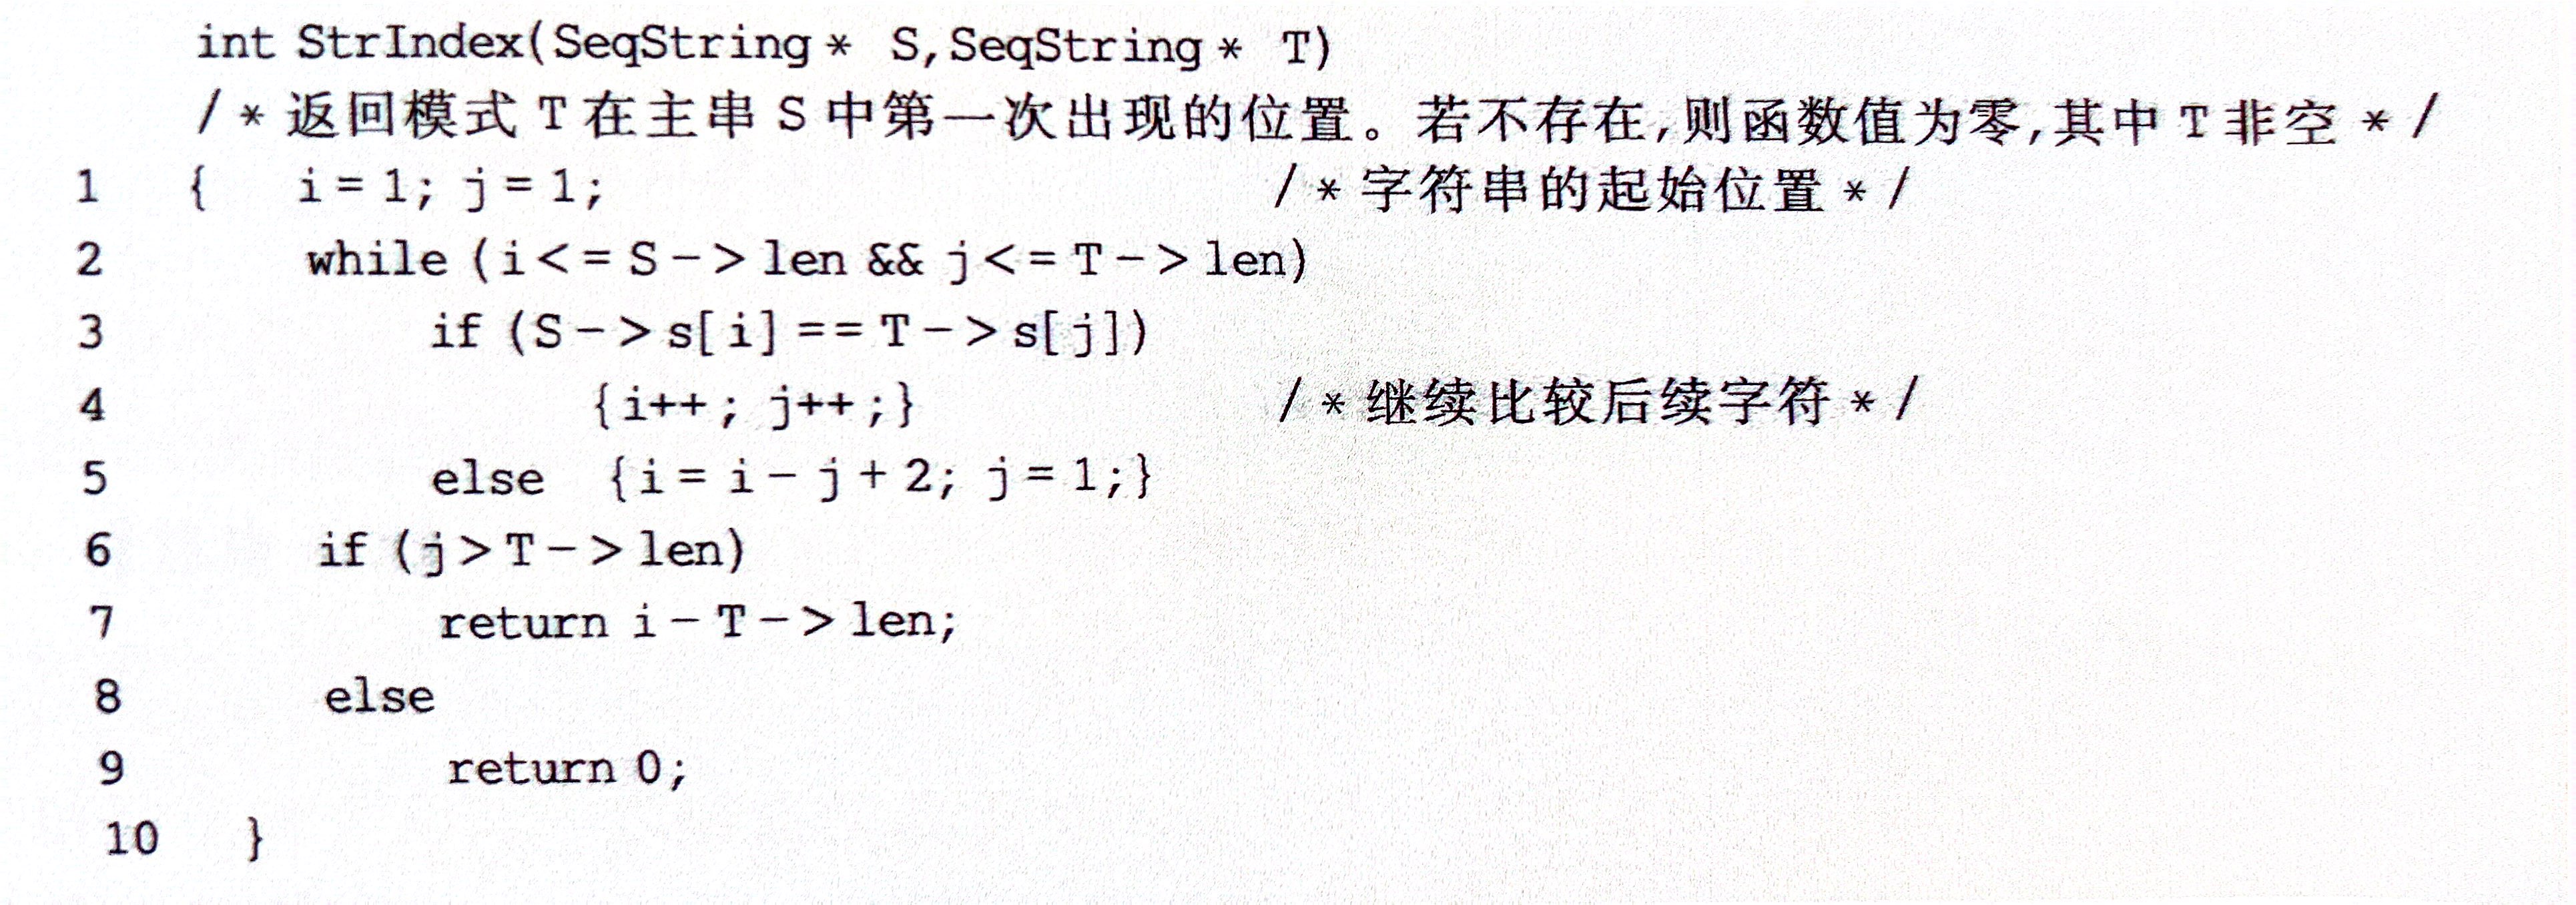 int StrIndex(SeqString* S,SeqString* T)
/*返回模式T在主串S中第一次出现的位置。若不存在,则函数值为零,其中T非空*/
1 { i=1; j=1; /*字符串的起始位置*/
2 while (i<=S->len && j<=T->len)
3 if (S->s[i]==T->s[j])
4 {i++; j++;} /*继续比较后续字符*/
5 else {i=i-j+2; j=1;}
6 if (j>T->len)
7 return i-T->len;
8 else
9 return 0;
10 }